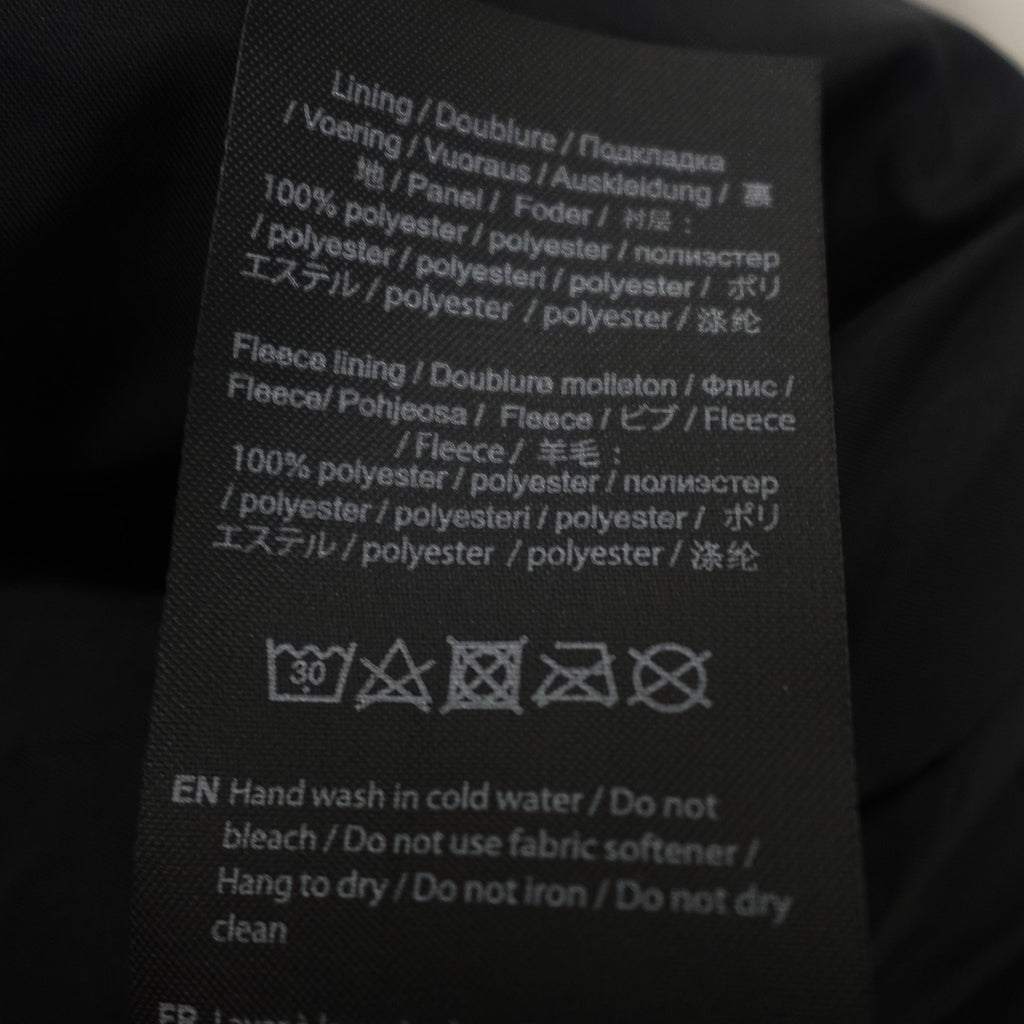 Lining / Doublure / Подкладка
/ Voering / Vuoraus / Auskleidung / 裏
地 / Panel / Foder / 衬层 :
100% polyester / polyester / полиэстер
/ polyester / polyesteri / polyester / ポリ
エステル / polyester / polyester / 涤纶
Fleece lining / Doublure molleton / Флис /
Fleece/ Pohjeosa / Fleece / ビブ / Fleece
/ Fleece / 羊毛 :
100% polyester / polyester / полиэстер
/ polyester / polyesteri / polyester / ポリ
エステル / polyester / polyester / 涤纶
30
EN Hand wash in cold water / Do not
bleach / Do not use fabric softener /
Hang to dry / Do not iron / Do not dry
clean
FR